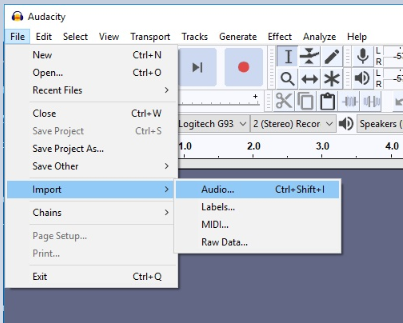 Audacity
File Edit Select View Transport Tracks Generate Effect Analyze Help
New Ctrl+N
Open... Ctrl+O
Recent Files
Close Ctrl+W
Save Project Ctrl+S
Save Project As...
Save Other
Import
Chains
Page Setup...
Print...
Exit Ctrl+Q
Audio... Ctrl+Shift+I
Labels...
MIDI...
Raw Data...
L
R
L
R
Logitech G93 2 (Stereo) Recor Speakers
1.0 2.0 3.0 4.0